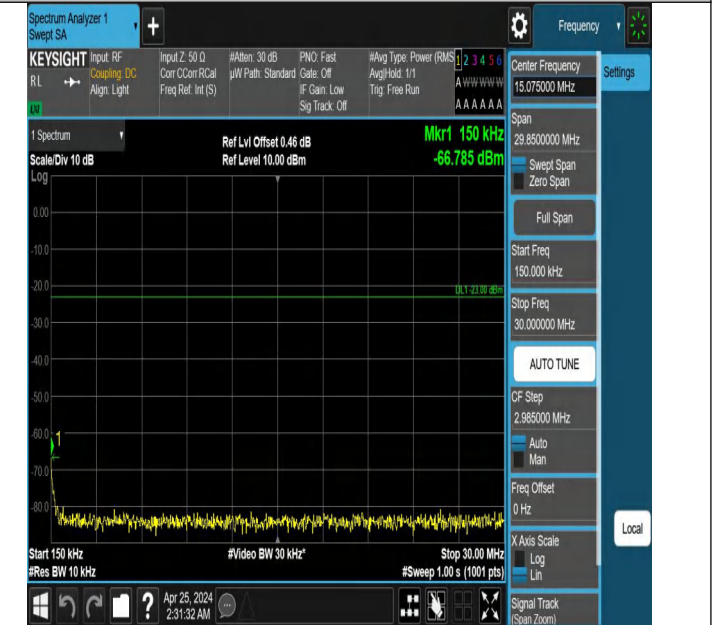 Spectrum Analyzer 1
Swept SA
+
Frequency
KEYSIGHT
RL
LXI
Input: RF
Coupling: DC
Align: Light
Input Z: 50 Ω
Corr CCorr RCal
Freq Ref: Int (S)
#Atten: 30 dB
µW Path: Standard
PNO: Fast
Gate: Off
IF Gain: Low
Sig Track: Off
#Avg Type: Power (RMS
Avg|Hold: 1/1
Trig: Free Run
1 2 3 4 5 6
A W W W W W
A A A A A A
Center Frequency
15.075000 MHz
Settings
Span
29.8500000 MHz
Swept Span
Zero Span
Full Span
Start Freq
150.000 kHz
Stop Freq
30.000000 MHz
AUTO TUNE
CF Step
2.985000 MHz
Auto
Man
Freq Offset
0 Hz
X Axis Scale
Log
Lin
Signal Track
(Span Zoom)
Local
1 Spectrum
Scale/Div 10 dB
Log
Ref Lvl Offset 0.46 dB
Ref Level 10.00 dBm
Mkr1 150 kHz
-66.785 dBm
0.00
-10.0
-20.0
DL1 -23.00 dBm
-30.0
-40.0
-50.0
-60.0
1
-70.0
-80.0
Start 150 kHz
#Video BW 30 kHz*
Stop 30.00 MHz
#Res BW 10 kHz
#Sweep 1.00 s (1001 pts)
?
Apr 25, 2024
2:31:32 AM